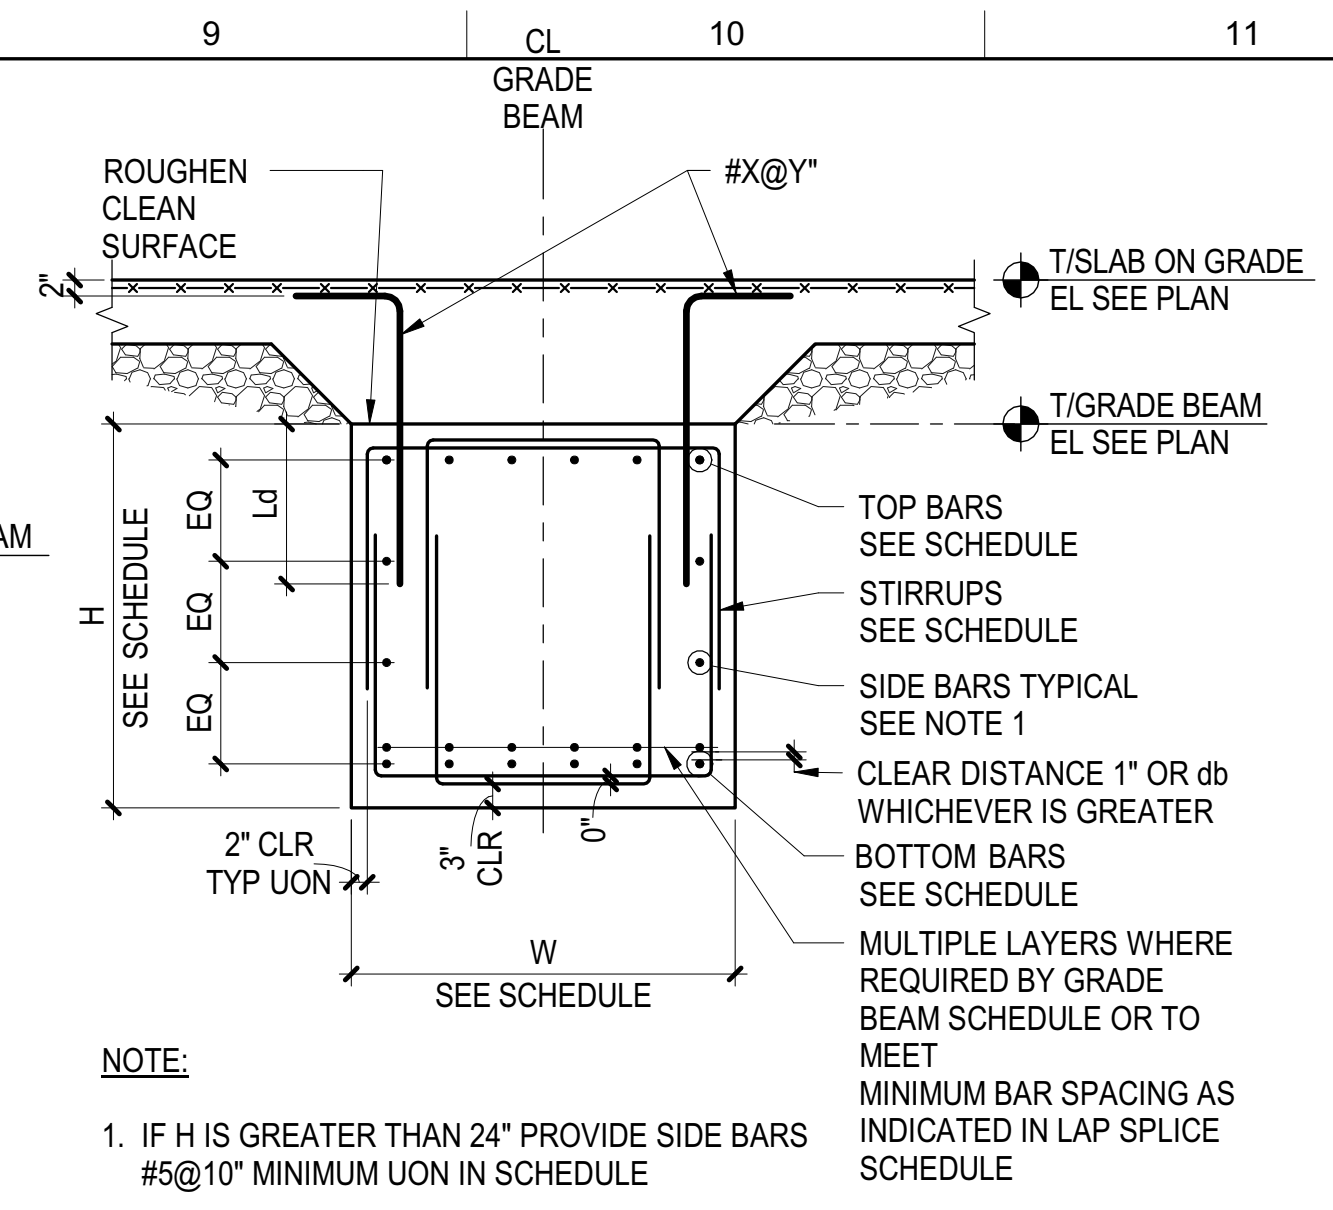 9
10
11
CL
GRADE
BEAM
ROUGHEN
CLEAN
SURFACE
#X@Y"
2"
T/SLAB ON GRADE
EL SEE PLAN
T/GRADE BEAM
EL SEE PLAN
AM
H
SEE SCHEDULE
EQ
EQ
EQ
Ld
TOP BARS
SEE SCHEDULE
STIRRUPS
SEE SCHEDULE
SIDE BARS TYPICAL
SEE NOTE 1
CLEAR DISTANCE 1" OR db
WHICHEVER IS GREATER
BOTTOM BARS
SEE SCHEDULE
MULTIPLE LAYERS WHERE
REQUIRED BY GRADE
BEAM SCHEDULE OR TO
MEET
MINIMUM BAR SPACING AS
INDICATED IN LAP SPLICE
SCHEDULE
2" CLR
TYP UON
3"
CLR
0"
W
SEE SCHEDULE
NOTE:
1. IF H IS GREATER THAN 24" PROVIDE SIDE BARS
#5@10" MINIMUM UON IN SCHEDULE